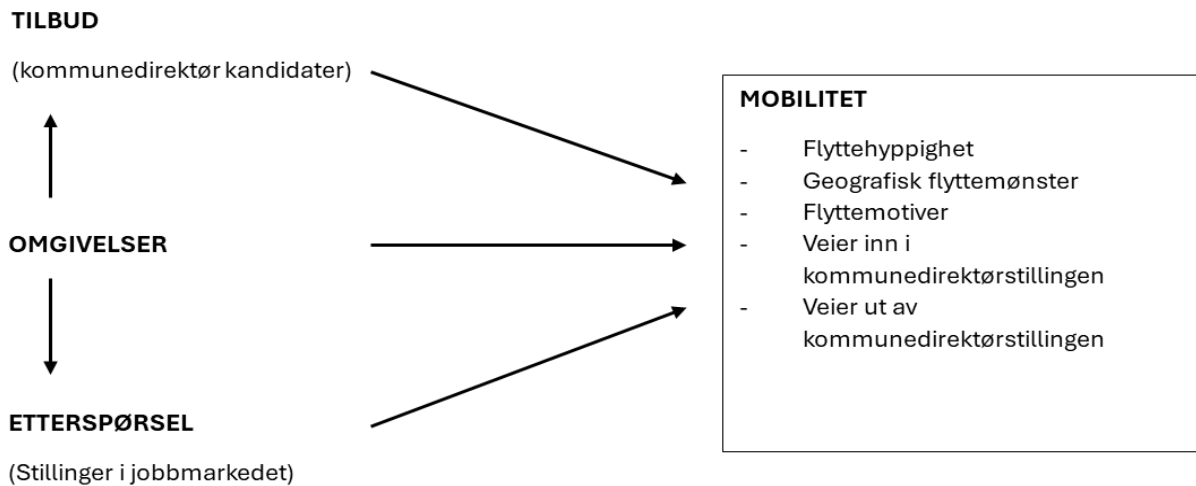 TILBUD
(kommunedirektør kandidater)
OMGIVELSER
ETTERSPØRSEL
(Stillinger i jobbmarkedet)
MOBILITET
- Flyttehyppighet
- Geografisk flyttemønster
- Flyttemotiver
- Veier inn i
kommunedirektørstillingen
- Veier ut av
kommunedirektørstillingen